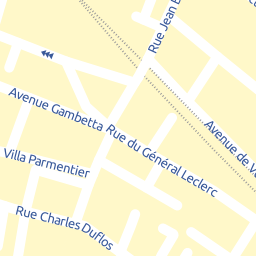 Rue Jean
Avenue Gambetta
Rue du Général Leclerc
Avenue de
Villa Parmentier
Rue Charles Duflos